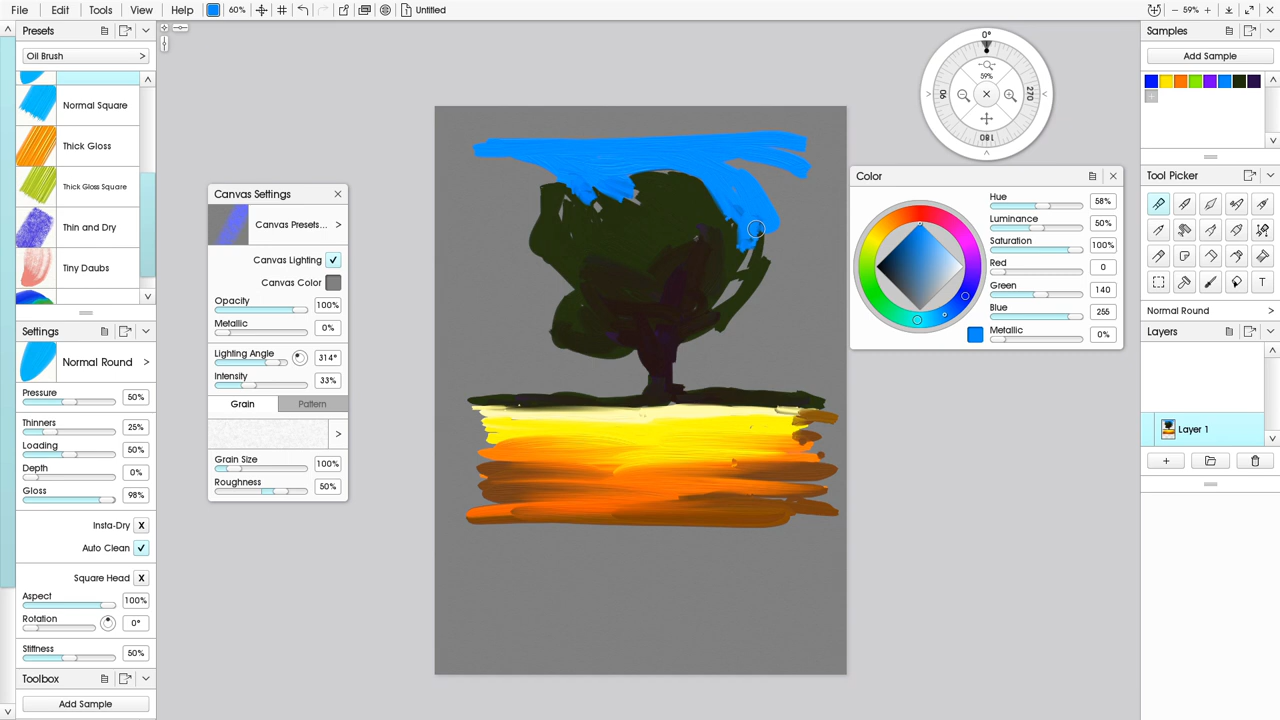 File Edit Tools View Help 60% Untitled 59%
Presets
Oil Brush >
Normal Square
Thick Gloss
Thick Gloss Square
Thin and Dry
Tiny Daubs
Settings
Normal Round >
Pressure 50%
Thinners 25%
Loading 50%
Depth 0%
Gloss 98%
Insta-Dry X
Auto Clean
Square Head X
Aspect 100%
Rotation 0°
Stiffness 50%
Toolbox
Add Sample
Canvas Settings
Canvas Presets... >
Canvas Lighting
Canvas Color
Opacity 100%
Metallic 0%
Lighting Angle 314°
Intensity 33%
Grain Pattern
Grain Size 100%
Roughness 50%
0°
59%
90
270
180
Color
Hue 58%
Luminance 50%
Saturation 100%
Red 0
Green 140
Blue 255
Metallic 0%
Samples
Add Sample
Tool Picker
Normal Round >
Layers
Layer 1